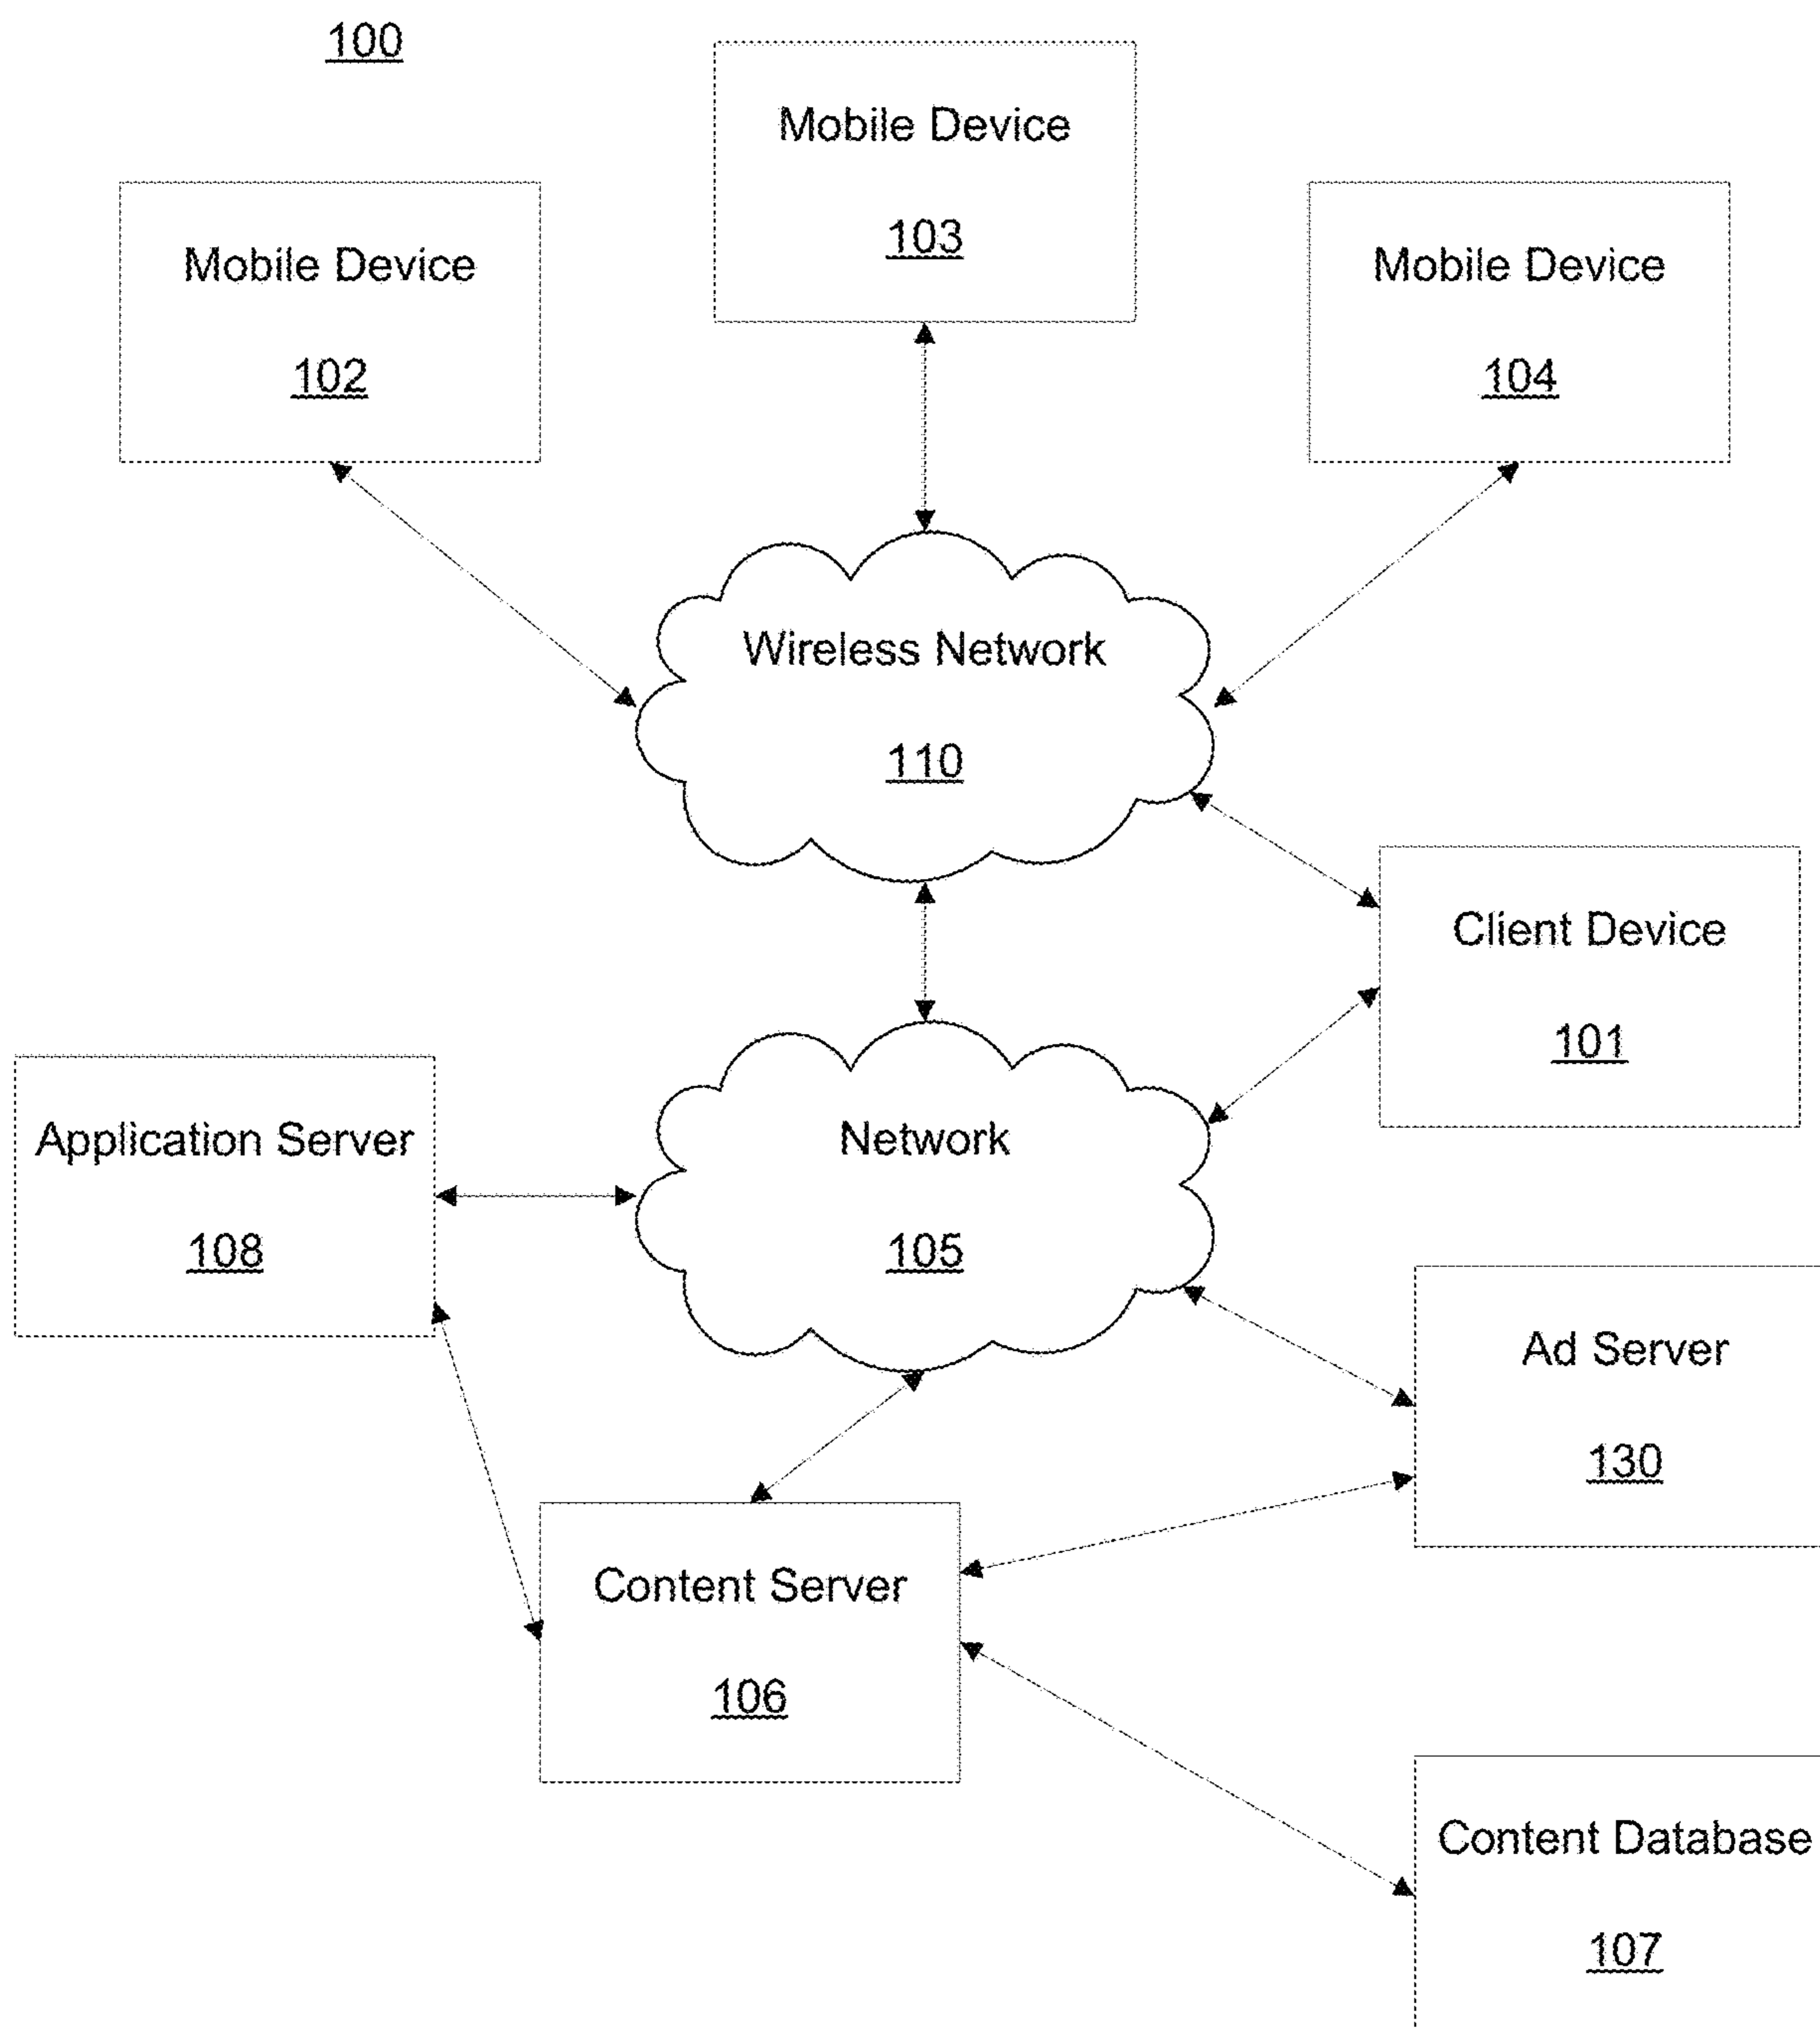 100
Mobile Device
103
Mobile Device
102
Mobile Device
104
Wireless Network
110
Client Device
101
Application Server
108
Network
105
Ad Server
130
Content Server
106
Content Database
107